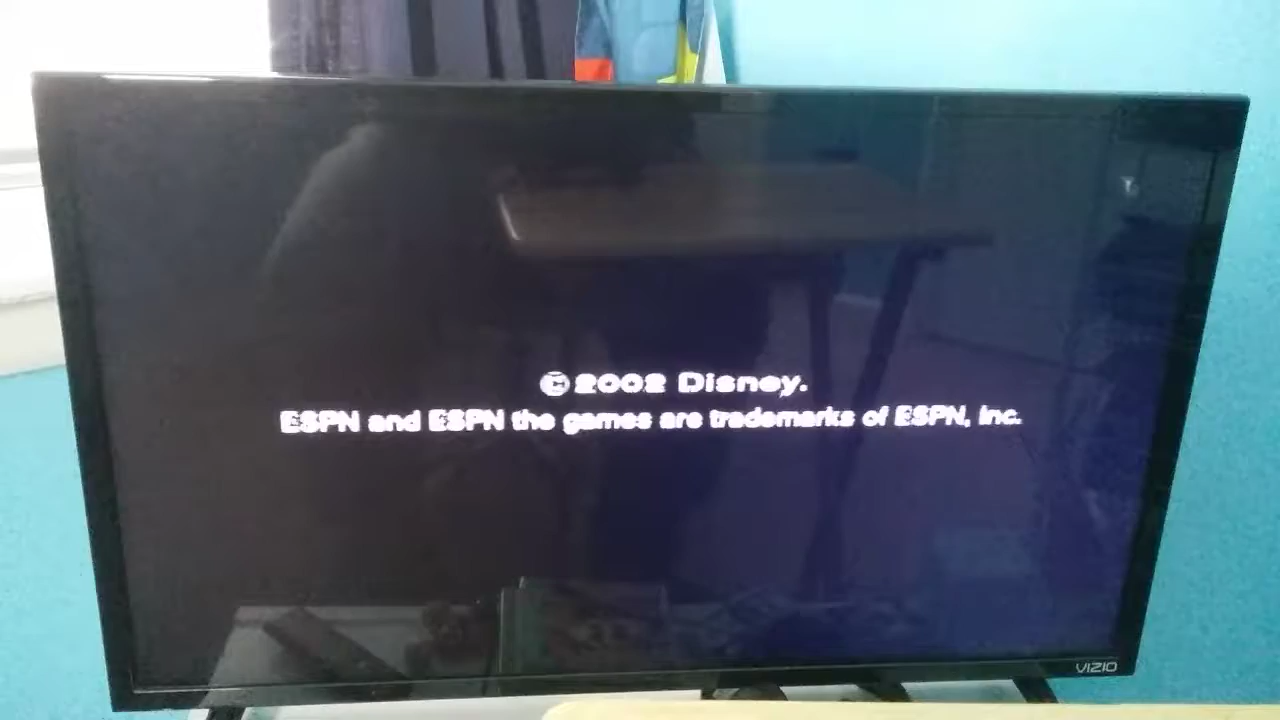 © 2002 Disney.
ESPN and ESPN the games are trademarks of ESPN, Inc.
VIZIO